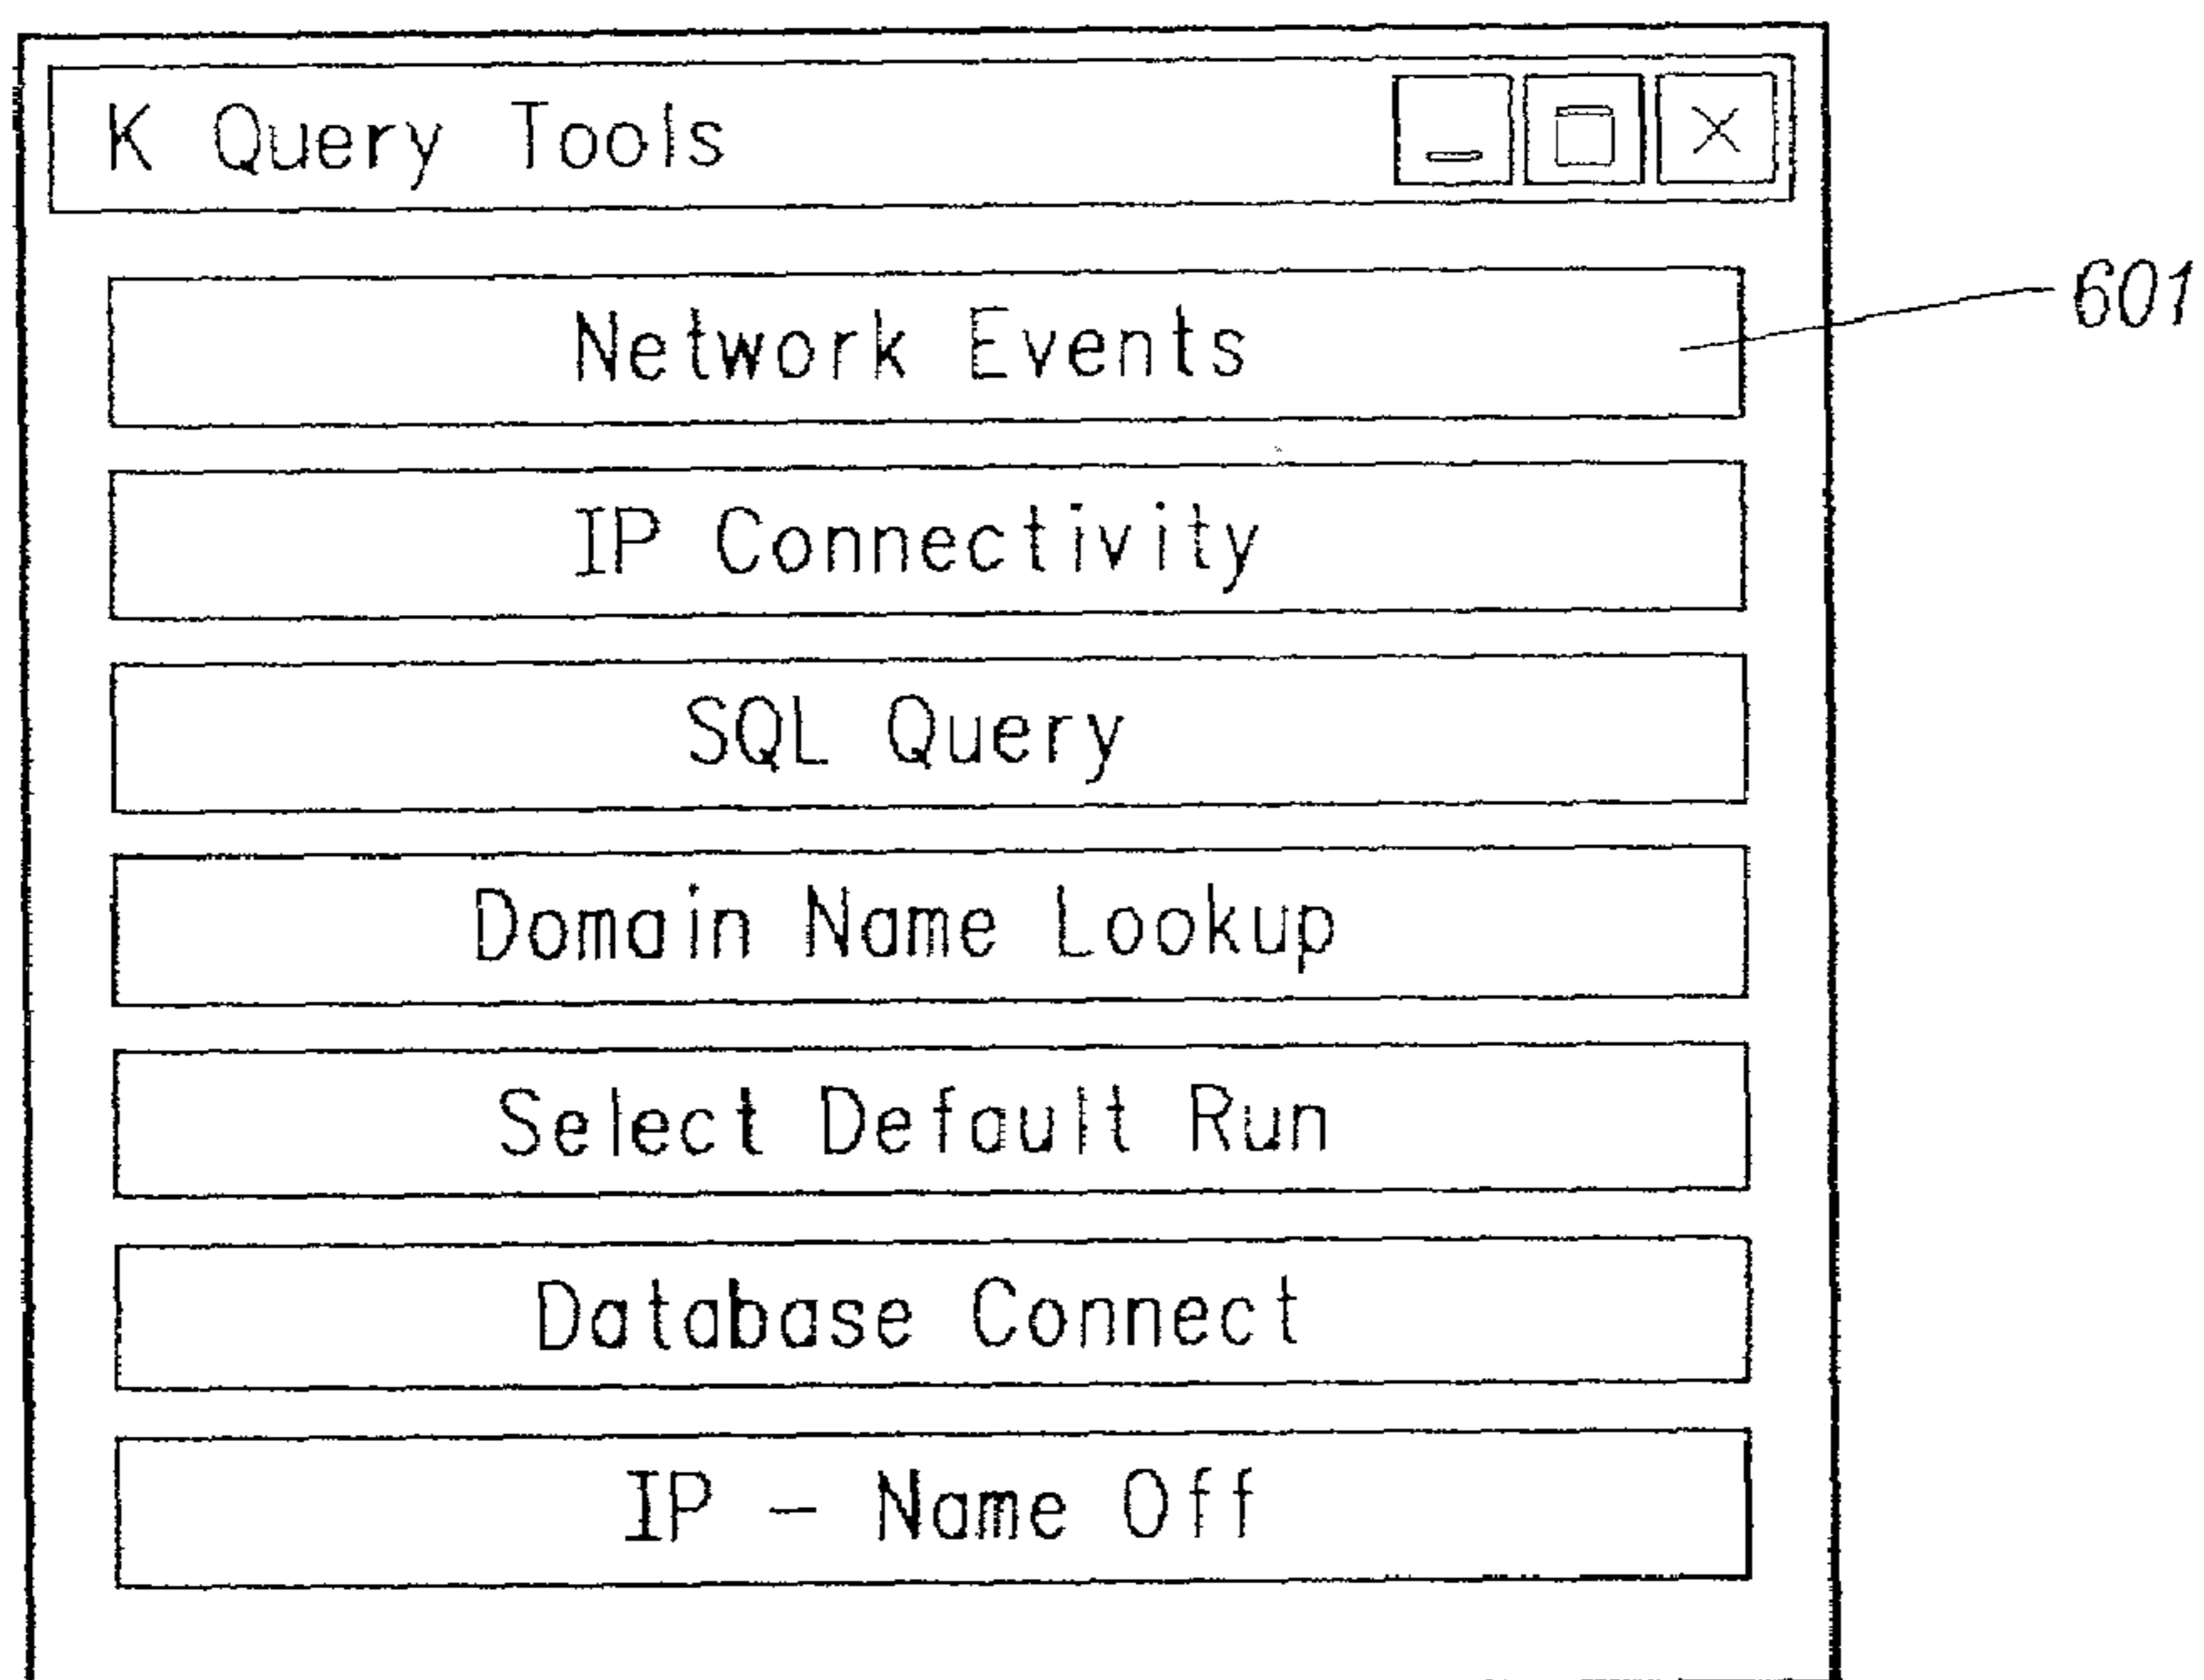 K Query Tools
Network Events
601
IP Connectivity
SQL Query
Domain Name Lookup
Select Default Run
Database Connect
IP - Name Off